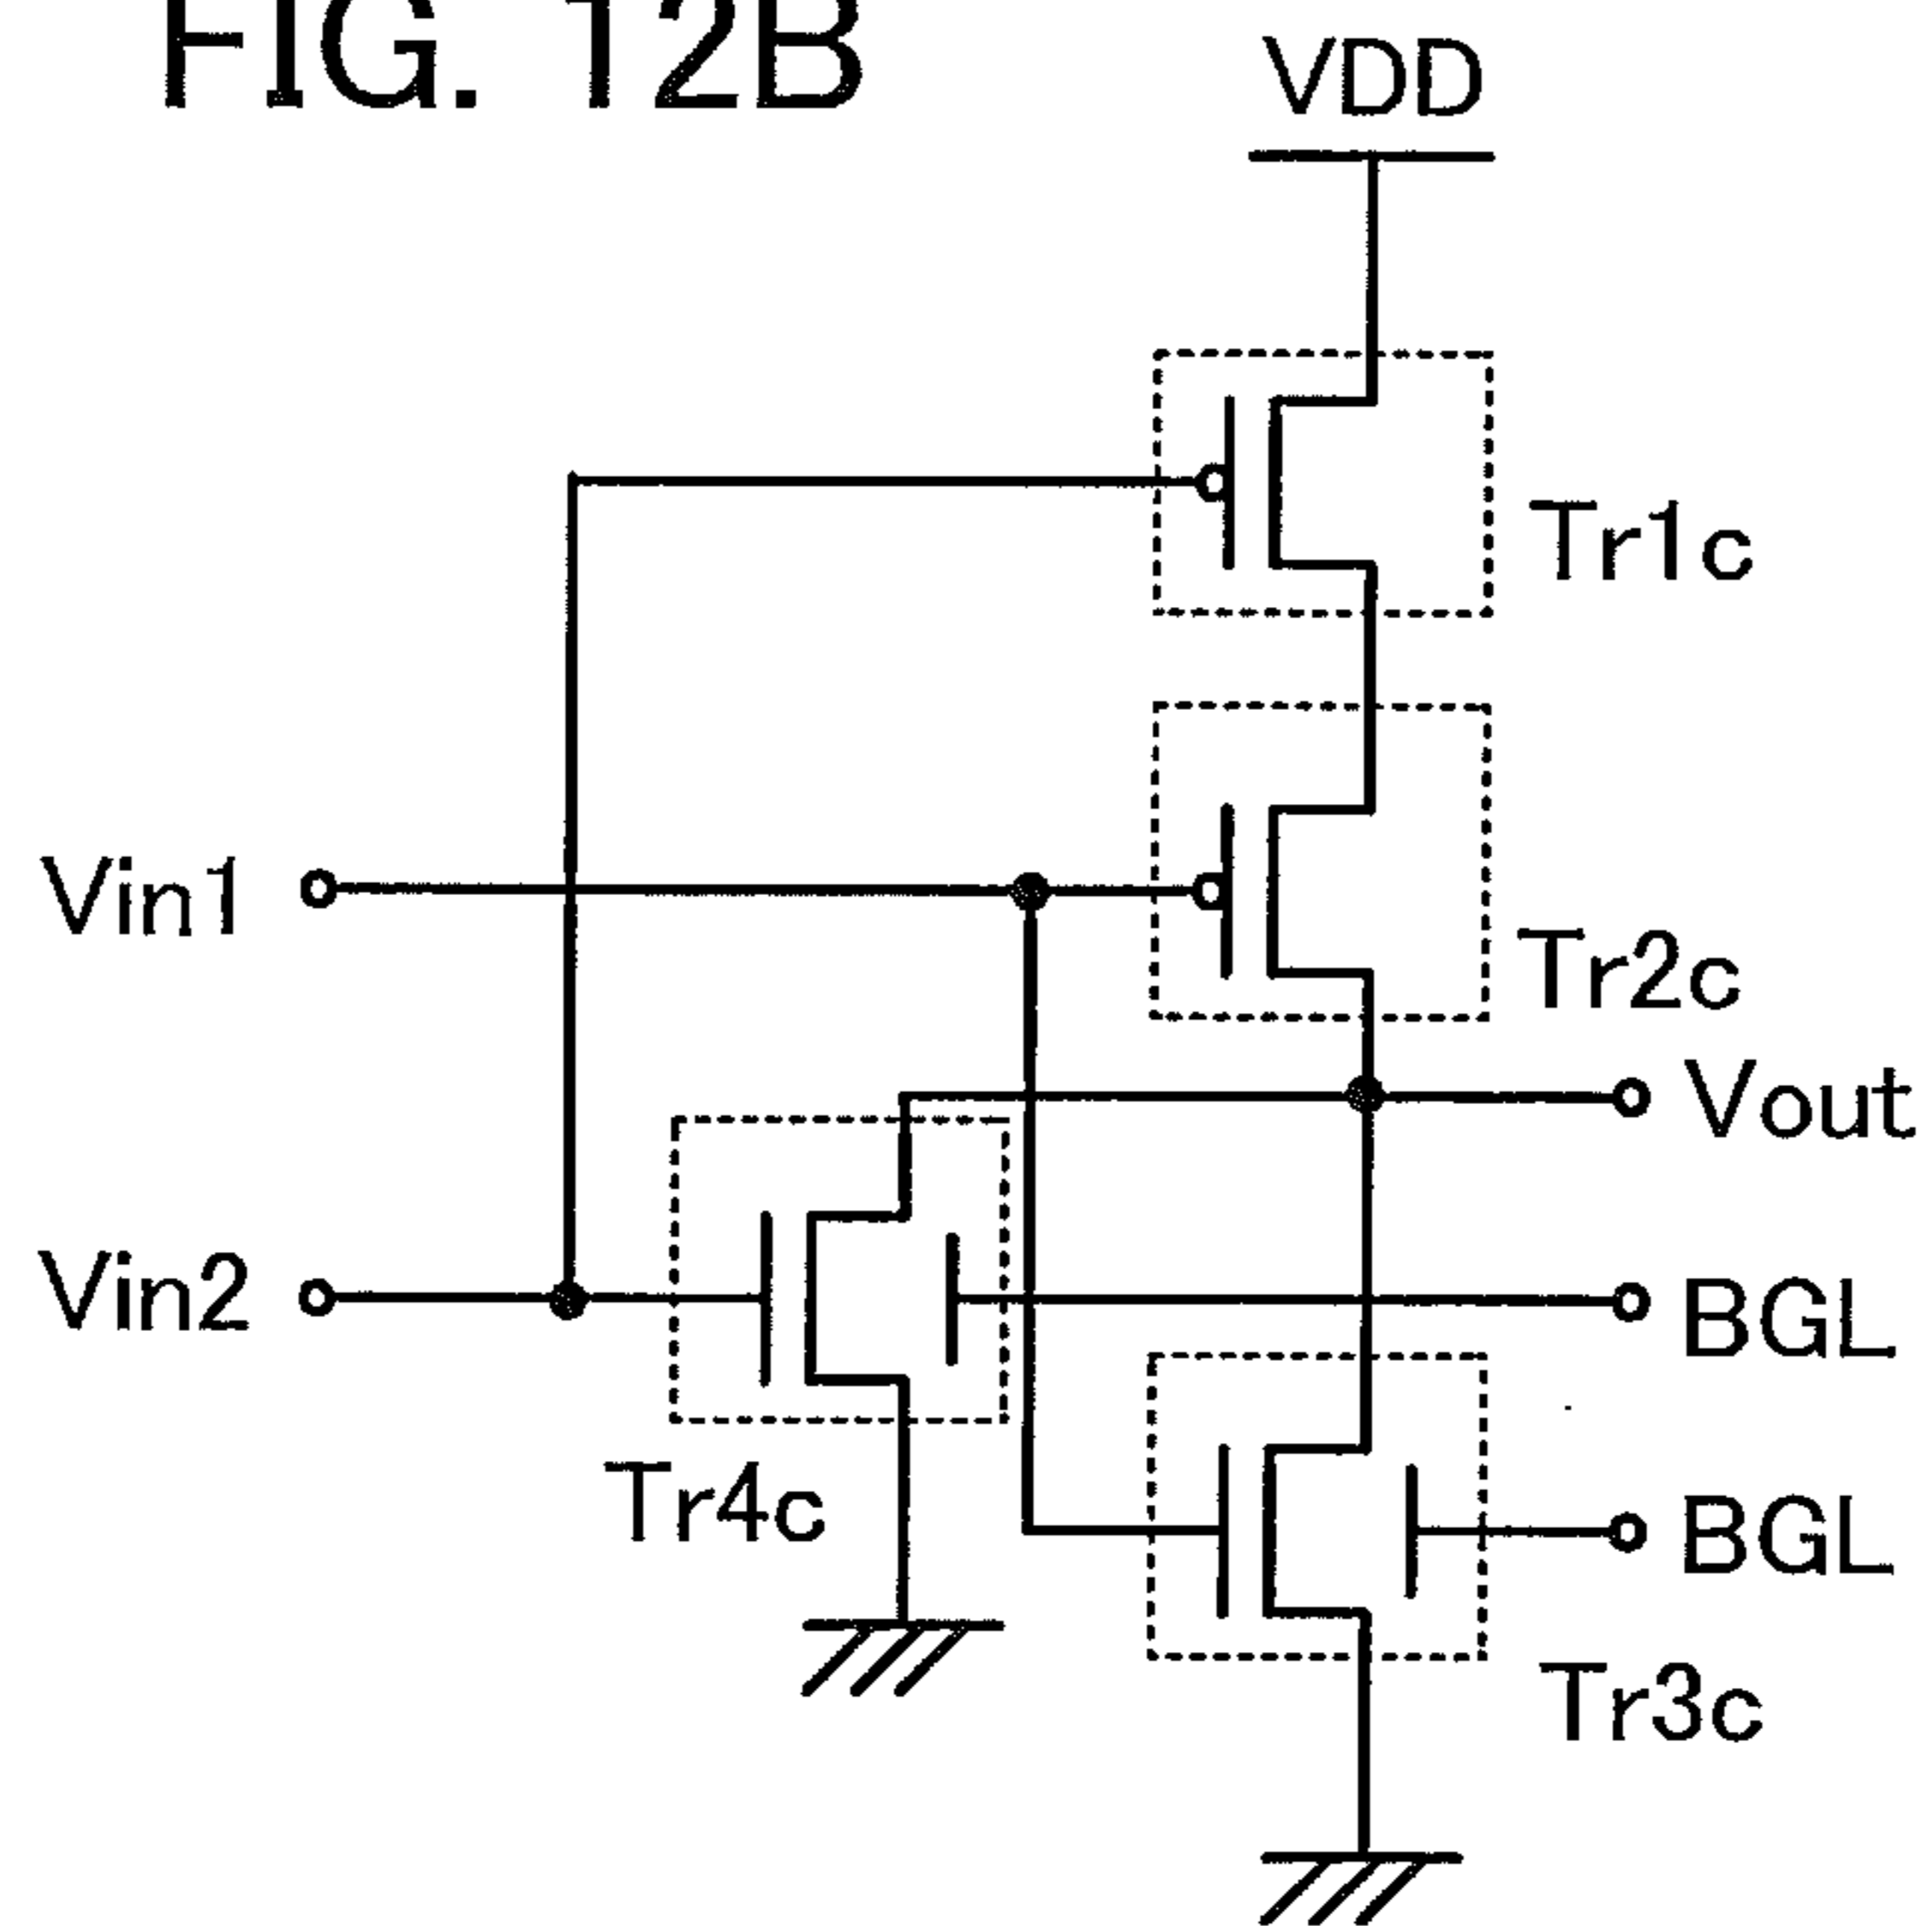 FIG. 12B
VDD
Tr1c
Vin1
Tr2c
Vout
Vin2
BGL
Tr4c
BGL
Tr3c